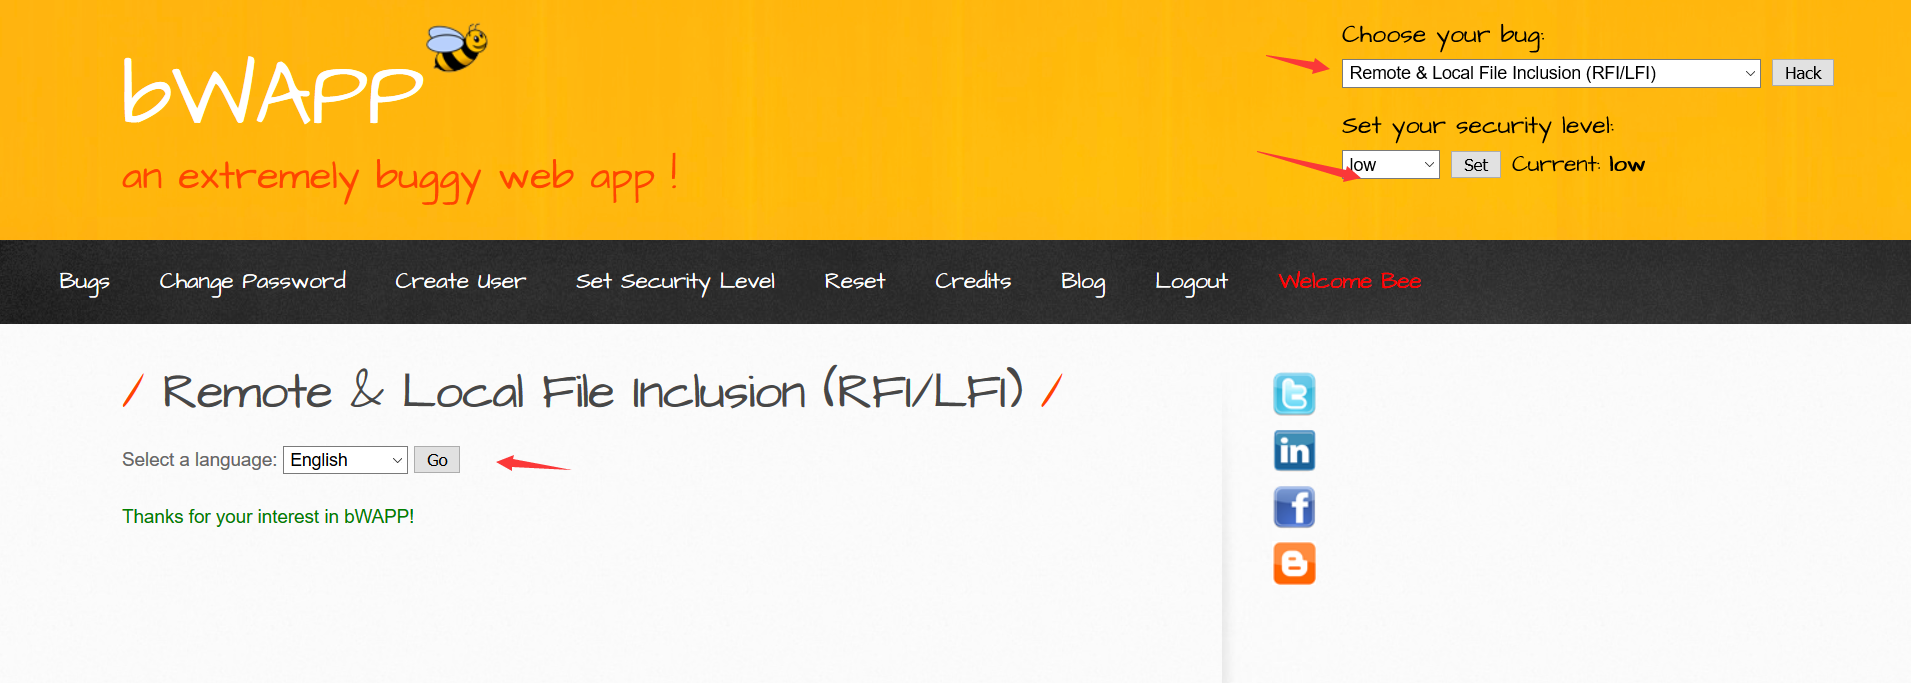 bWAPP
an extremely buggy web app !
Choose your bug:
Remote & Local File Inclusion (RFI/LFI) Hack
Set your security level:
low Set Current: low
Bugs Change Password Create User Set Security Level Reset Credits Blog Logout Welcome Bee
/ Remote & Local File Inclusion (RFI/LFI) /
Select a language: English Go
Thanks for your interest in bWAPP!